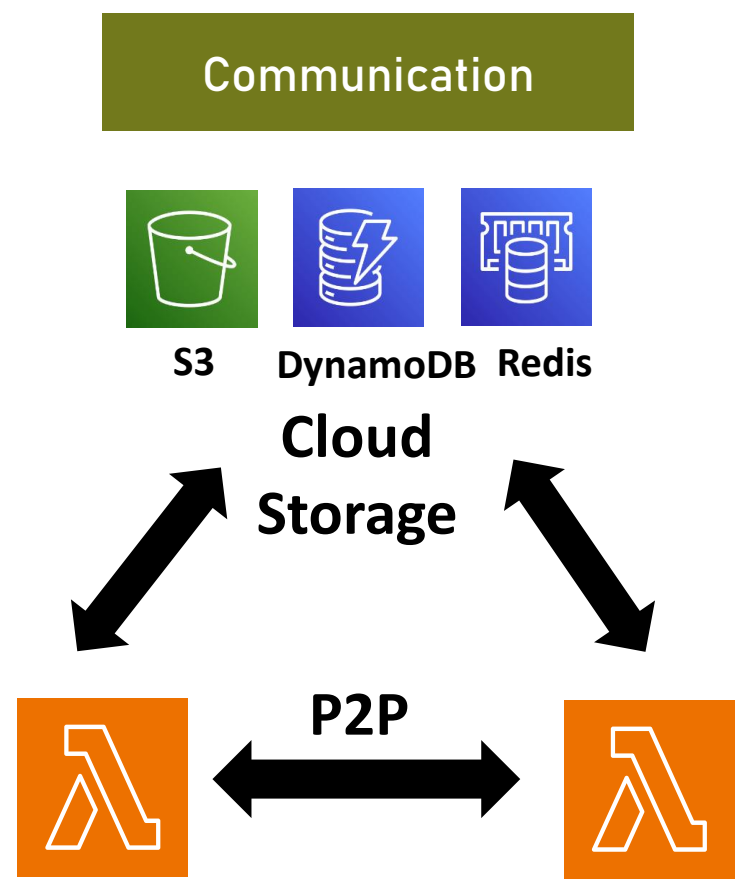 Communication
S3 DynamoDB Redis
Cloud
Storage
P2P